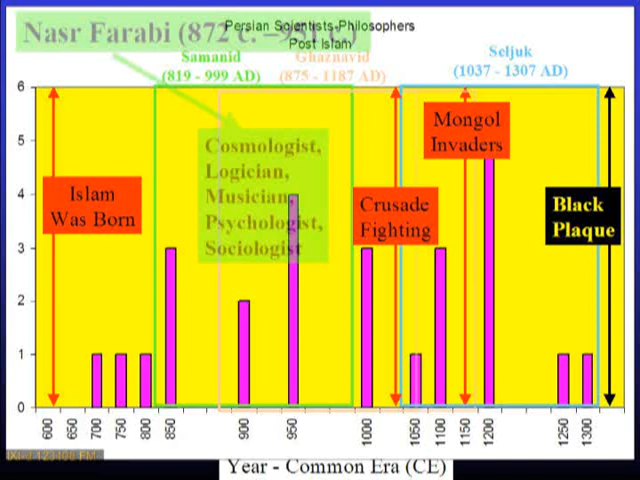 Persian Scientists-Philosophers
Post Islam
Nasr Farabi (872 c. –951 c.)
Samanid
(819 - 999 AD)
Ghaznavid
(875 - 1187 AD)
Seljuk
(1037 - 1307 AD)
6
5
4
3
2
1
0
Islam
Was Born
Cosmologist,
Logician,
Musician,
Psychologist,
Sociologist
Crusade
Fighting
Mongol
Invaders
Black
Plaque
600
650
700
750
800
850
900
950
1000
1050
1100
1150
1200
1250
1300
Year - Common Era (CE)